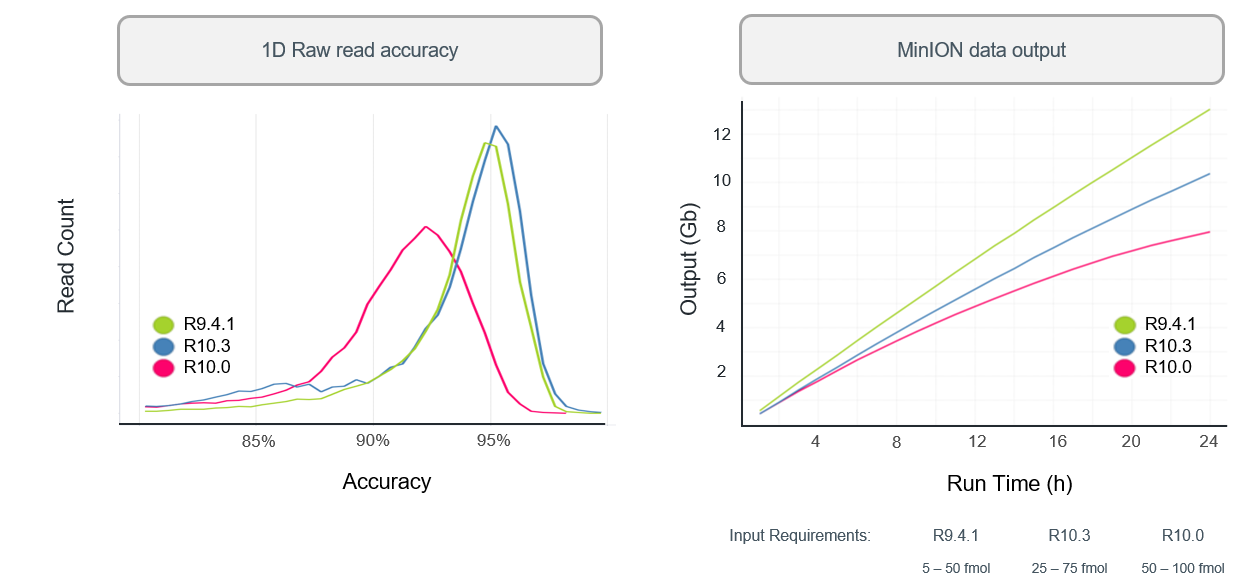 1D Raw read accuracy
Read Count
R9.4.1
R10.3
R10.0
85%
90%
95%
Accuracy
MinION data output
Output (Gb)
12
10
8
6
4
2
R9.4.1
R10.3
R10.0
4
8
12
16
20
24
Run Time (h)
Input Requirements: R9.4.1 R10.3 R10.0
5 – 50 fmol 25 – 75 fmol 50 – 100 fmol